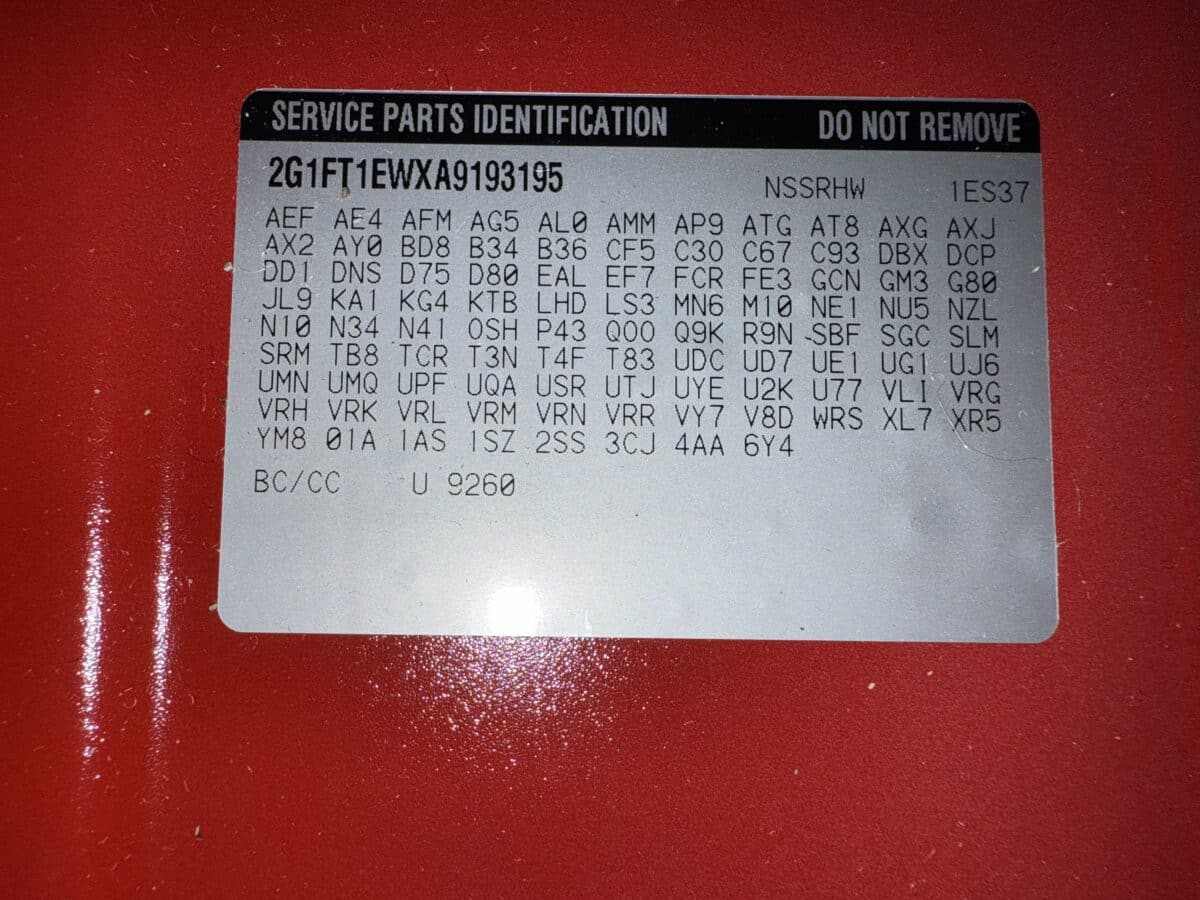 SERVICE PARTS IDENTIFICATION DO NOT REMOVE
2G1FT1EWXA9193195 NSSRHW 1ES37
AEF AE4 AFM AG5 AL0 AMM AP9 ATG AT8 AXG AXJ
AX2 AY0 BD8 B34 B36 CF5 C30 C67 C93 DBX DCP
DD1 DNS D75 D80 EAL EF7 FCR FE3 GCN GM3 G80
JL9 KA1 KG4 KTB LHD LS3 MN6 M10 NE1 NU5 NZL
N10 N34 N41 OSH P43 QOO Q9K R9N SBF SGC SLM
SRM TB8 TCR T3N T4F T83 UDC UD7 UE1 UG1 UJ6
UMN UMQ UPF UQA USR UTJ UYE U2K U77 VLI VRG
VRH VRK VRL VRM VRN VRR VY7 V8D WRS XL7 XR5
YM8 01A 1AS 1SZ 2SS 3CJ 4AA 6Y4
BC/CC U 9260